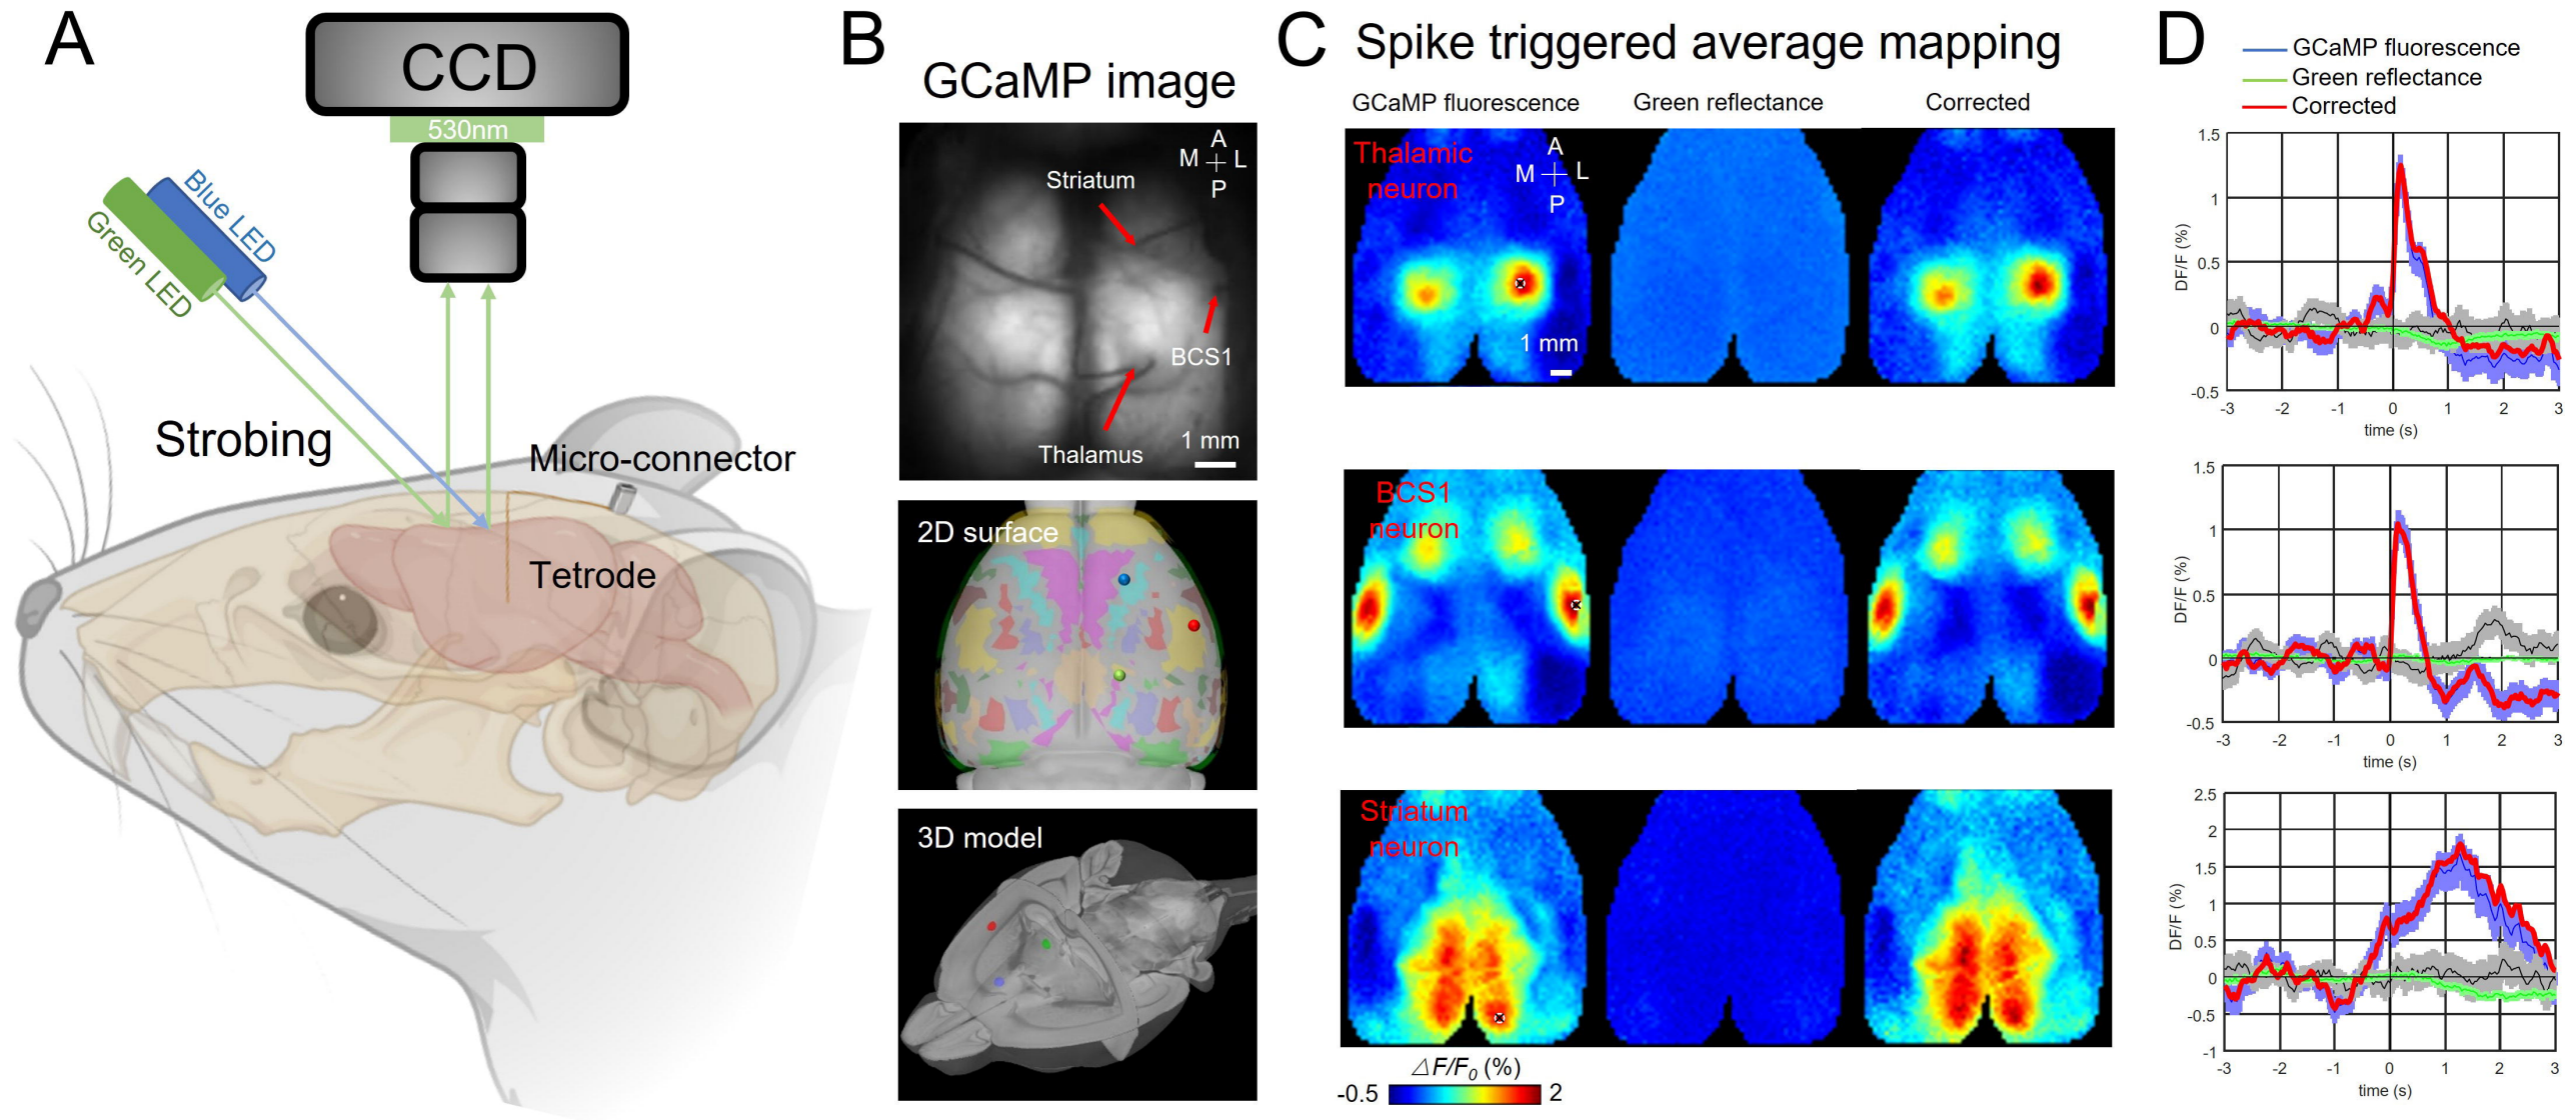 A
CCD
530nm
Blue LED
Green LED
Strobing
Micro-connector
Tetrode
B
GCaMP image
A
M L
P
Striatum
BCS1
Thalamus
1 mm
2D surface
3D model
C
Spike triggered average mapping
GCaMP fluorescence Green reflectance Corrected
Thalamic
neuron
A
M L
P
1 mm
BCS1
neuron
Striatum
neuron
△F/F0 (%)
-0.5 2
D
GCaMP fluorescence
Green reflectance
Corrected
1.5
1
0.5
0
-0.5
DF/F (%)
-3 -2 -1 0 1 2 3
time (s)
1.5
1
0.5
0
-0.5
DF/F (%)
-3 -2 -1 0 1 2 3
time (s)
2.5
2
1.5
1
0.5
0
-0.5
-1
DF/F (%)
-3 -2 -1 0 1 2 3
time (s)